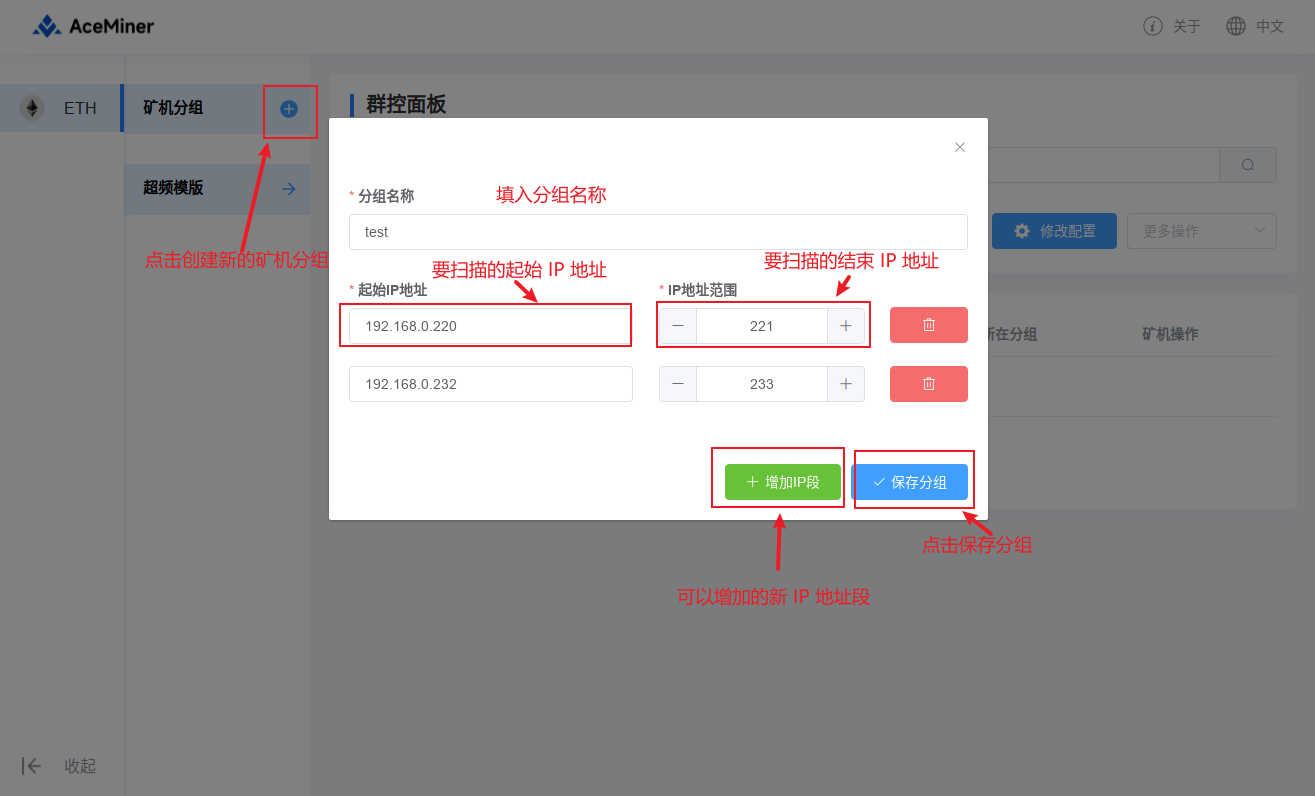 AceMiner
关于
中文
ETH
矿机分组
群控面板
超频模版
* 分组名称
填入分组名称
test
修改配置
更多操作
点击创建新的矿机分组
要扫描的起始 IP 地址
要扫描的结束 IP 地址
* 起始IP地址
* IP地址范围
192.168.0.220
221
所在分组
矿机操作
192.168.0.232
233
增加IP段
保存分组
点击保存分组
可以增加的新 IP 地址段
收起